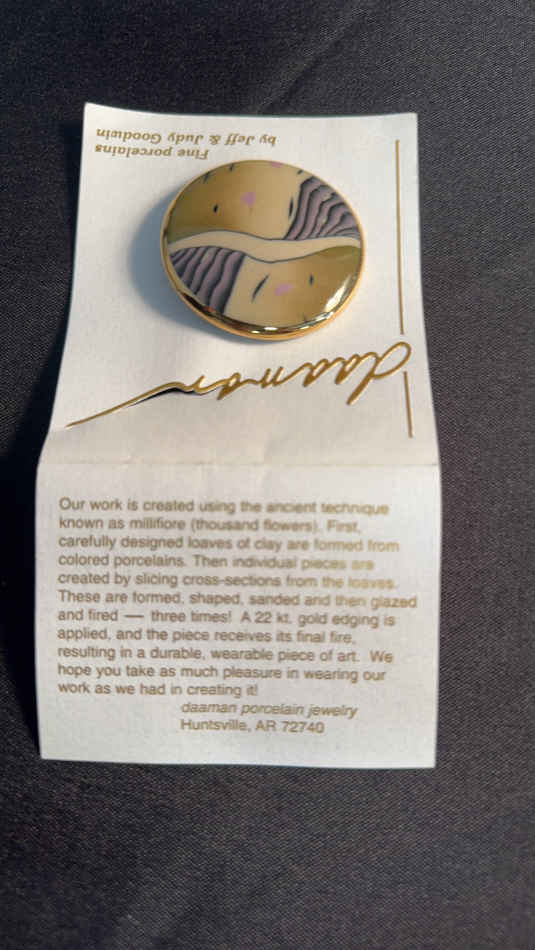 Fine porcelains
by Jeff & Judy Goodwin
daaman
Our work is created using the ancient technique
known as millifiore (thousand flowers). First,
carefully designed loaves of clay are formed from
colored porcelains. Then individual pieces are
created by slicing cross-sections from the loaves.
These are formed, shaped, sanded and then glazed
and fired — three times! A 22 kt. gold edging is
applied, and the piece receives its final fire,
resulting in a durable, wearable piece of art. We
hope you take as much pleasure in wearing our
work as we had in creating it!
daaman porcelain jewelry
Huntsville, AR 72740